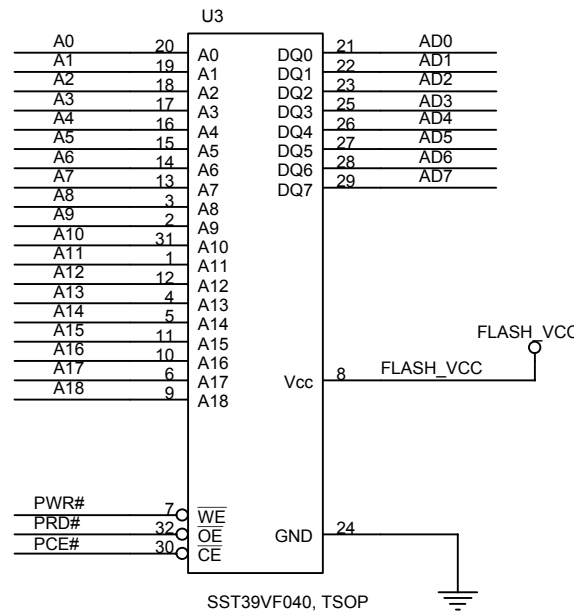 U3
A0 20 A0 DQ0 21 AD0
A1 19 A1 DQ1 22 AD1
A2 18 A2 DQ2 23 AD2
A3 17 A3 DQ3 25 AD3
A4 16 A4 DQ4 26 AD4
A5 15 A5 DQ5 27 AD5
A6 14 A6 DQ6 28 AD6
A7 13 A7 DQ7 29 AD7
A8 3 A8
A9 2 A9
A10 31 A10
A11 1 A11
A12 12 A12
A13 4 A13
A14 5 A14
A15 11 A15
FLASH_VCC
A16 10 A16
A17 6 A17 Vcc 8 FLASH_VCC
A18 9 A18
PWR# 7 WE
PRD# 32 OE GND 24
PCE# 30 CE
SST39VF040, TSOP